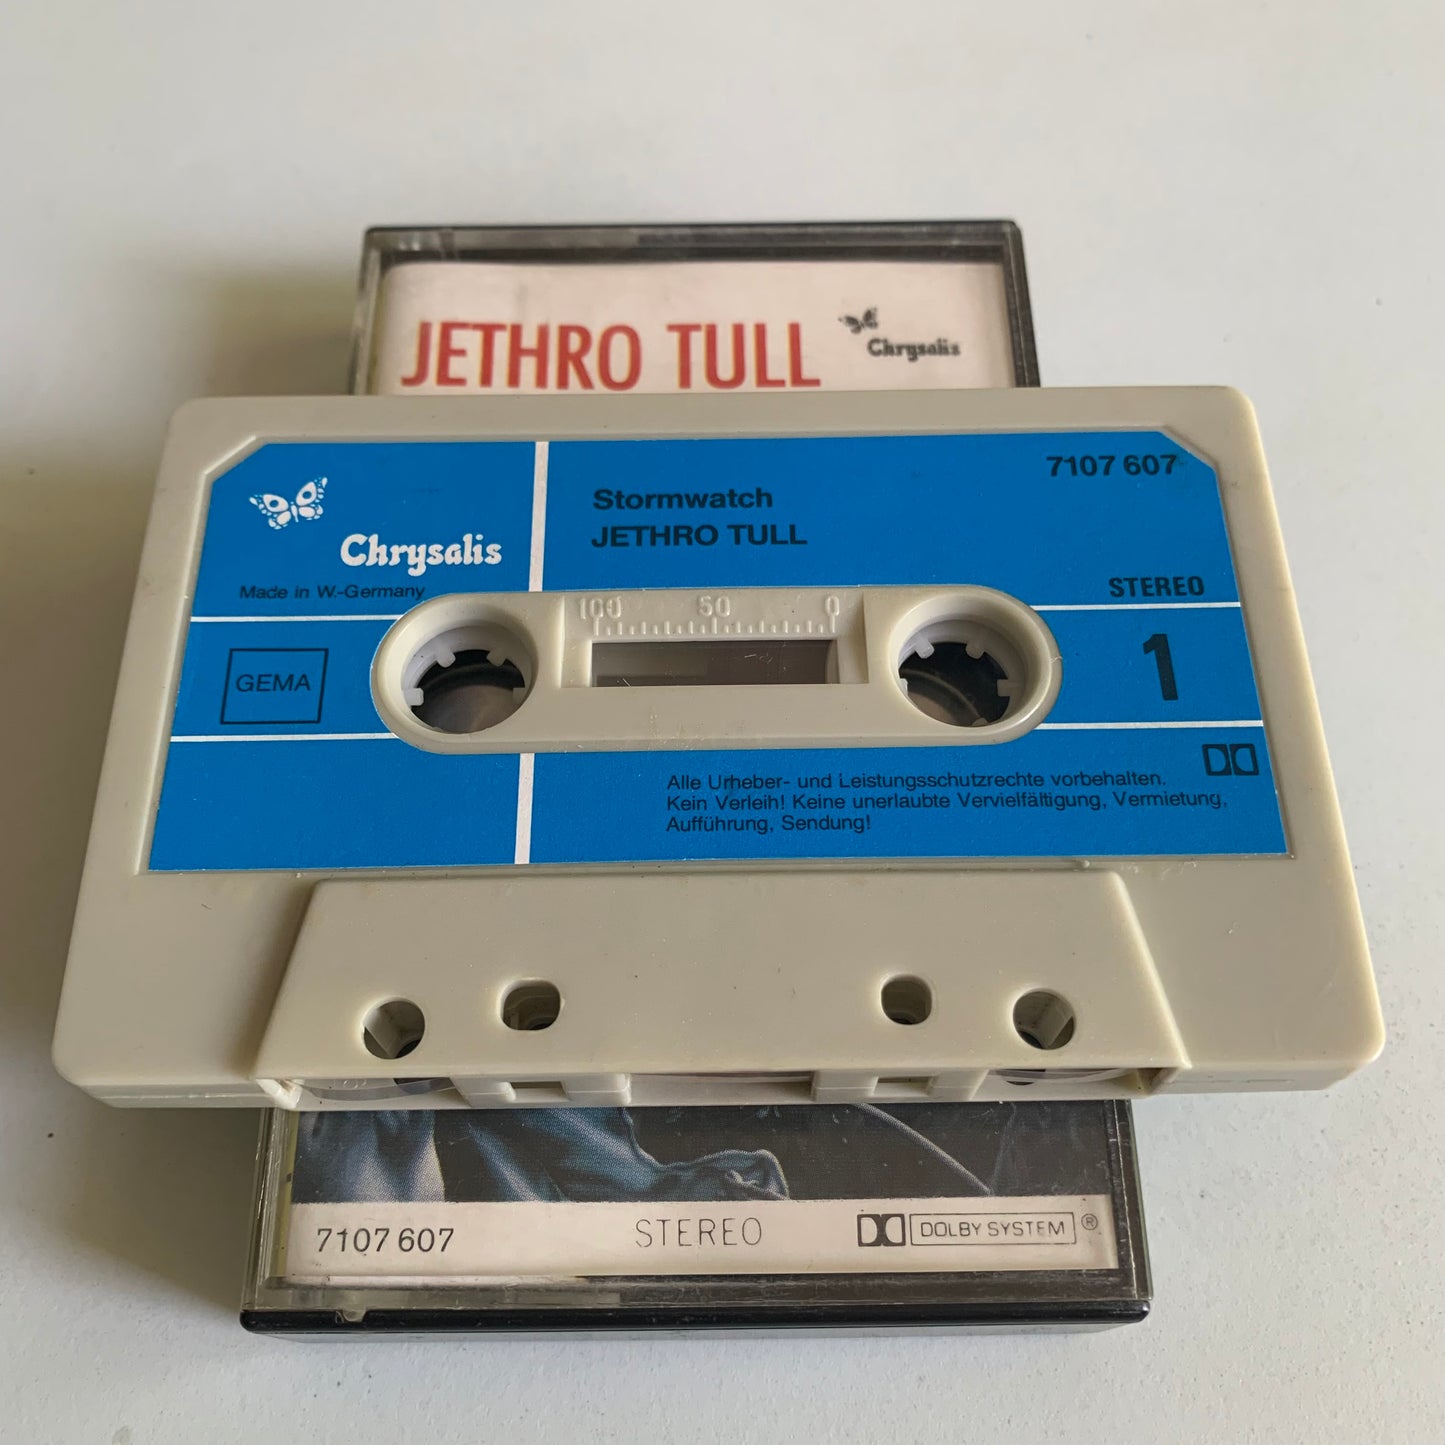 JETHRO TULL
Chrysalis
7107 607
Stormwatch
JETHRO TULL
Chrysalis
Made in W.-Germany
STEREO
100 50 0
GEMA
1
Alle Urheber- und Leistungsschutzrechte vorbehalten.
Kein Verleih! Keine unerlaubte Vervielfältigung, Vermietung,
Aufführung, Sendung!
7107 607
STEREO
DOLBY SYSTEM ®